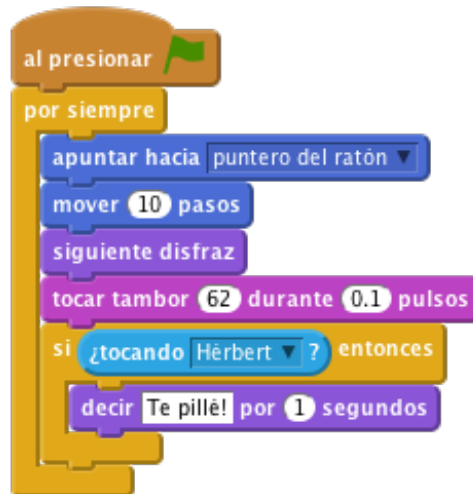 al presionar
por siempre
apuntar hacia puntero del ratón
mover 10 pasos
siguiente disfraz
tocar tambor 62 durante 0.1 pulsos
si ¿tocando Hérbert ? entonces
decir Te pillé! por 1 segundos